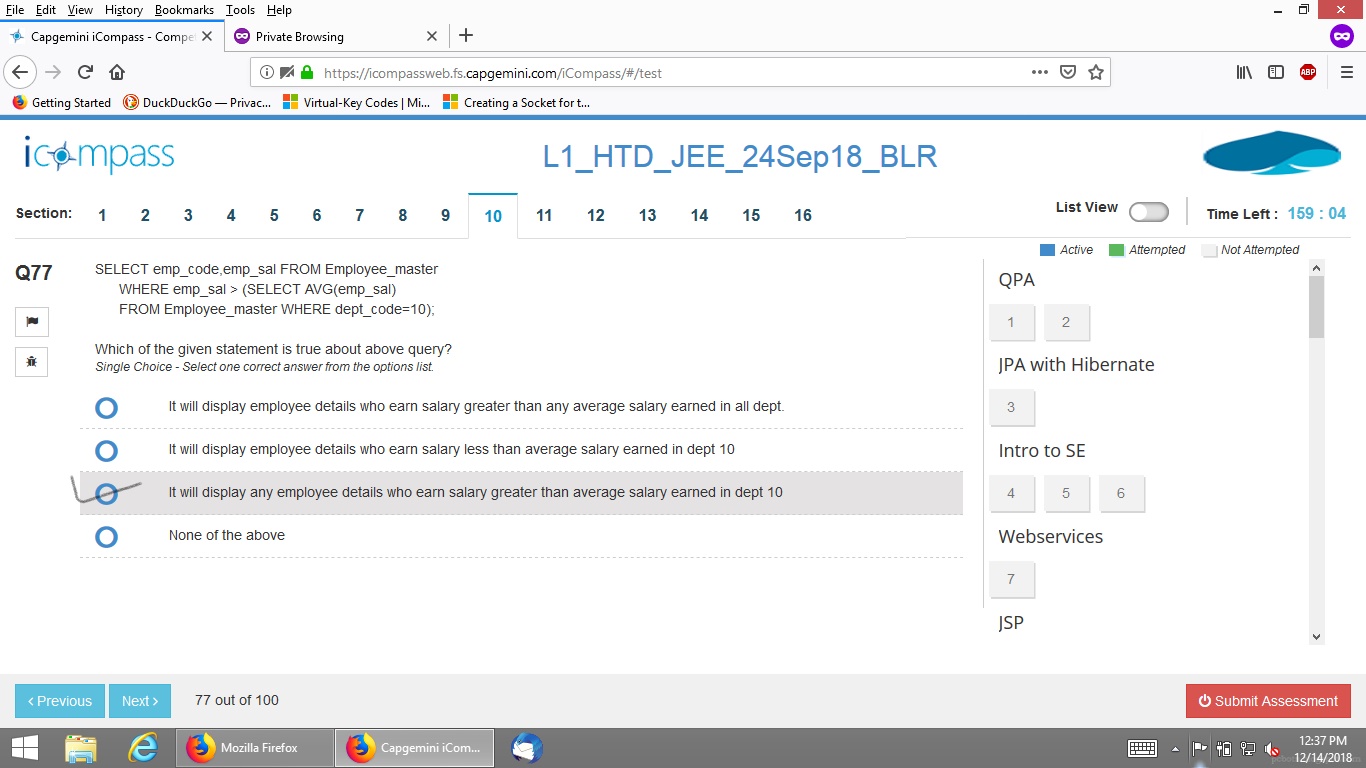 File Edit View History Bookmarks Tools Help
Capgemini iCompass - Compe
Private Browsing
https://icompassweb.fs.capgemini.com/iCompass/#/test
ABP
Getting Started
DuckDuckGo — Privac...
Virtual-Key Codes | Mi...
Creating a Socket for t...
icompass
L1_HTD_JEE_24Sep18_BLR
Section: 1 2 3 4 5 6 7 8 9 10 11 12 13 14 15 16
List View
Time Left : 159 : 04
Active Attempted Not Attempted
Q77
SELECT emp_code,emp_sal FROM Employee_master
WHERE emp_sal > (SELECT AVG(emp_sal)
FROM Employee_master WHERE dept_code=10);
Which of the given statement is true about above query?
Single Choice - Select one correct answer from the options list.
It will display employee details who earn salary greater than any average salary earned in all dept.
It will display employee details who earn salary less than average salary earned in dept 10
It will display any employee details who earn salary greater than average salary earned in dept 10
None of the above
QPA
1 2
JPA with Hibernate
3
Intro to SE
4 5 6
Webservices
7
JSP
Previous
Next
77 out of 100
Submit Assessment
Mozilla Firefox
Capgemini iCom...
12:37 PM
12/14/2018